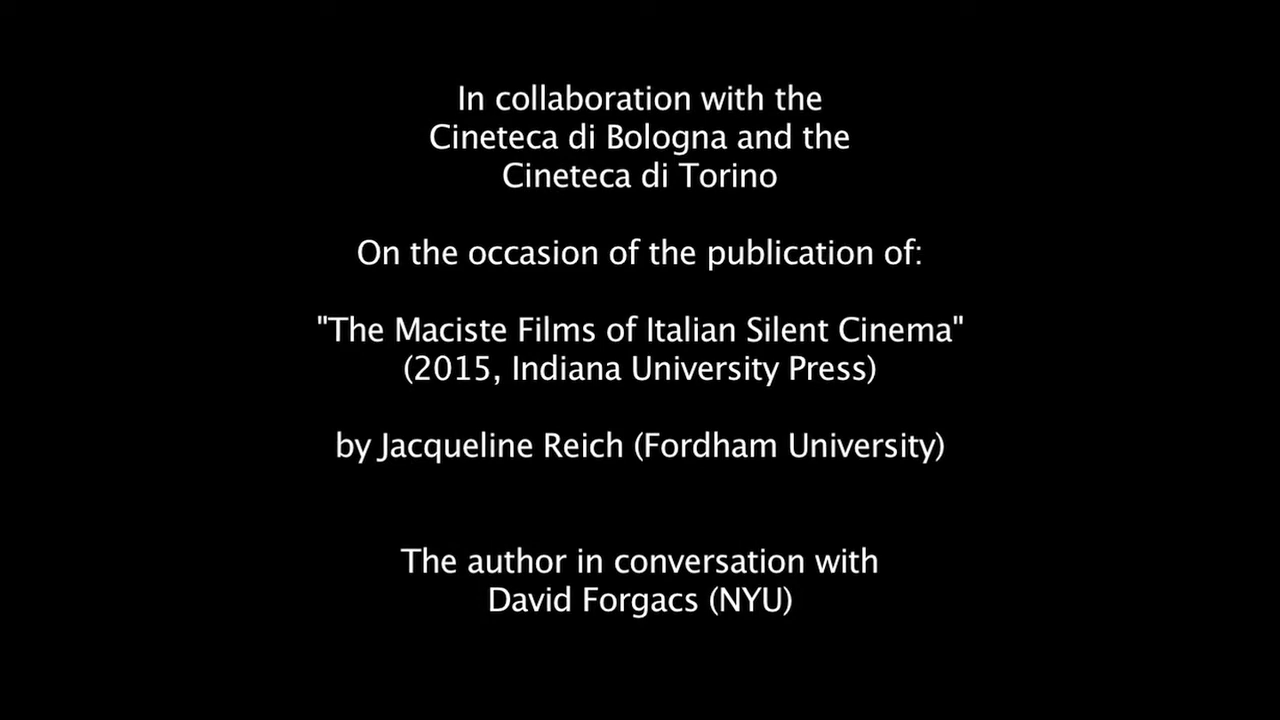 In collaboration with the
Cineteca di Bologna and the
Cineteca di Torino
On the occasion of the publication of:
"The Maciste Films of Italian Silent Cinema"
(2015, Indiana University Press)
by Jacqueline Reich (Fordham University)
The author in conversation with
David Forgacs (NYU)